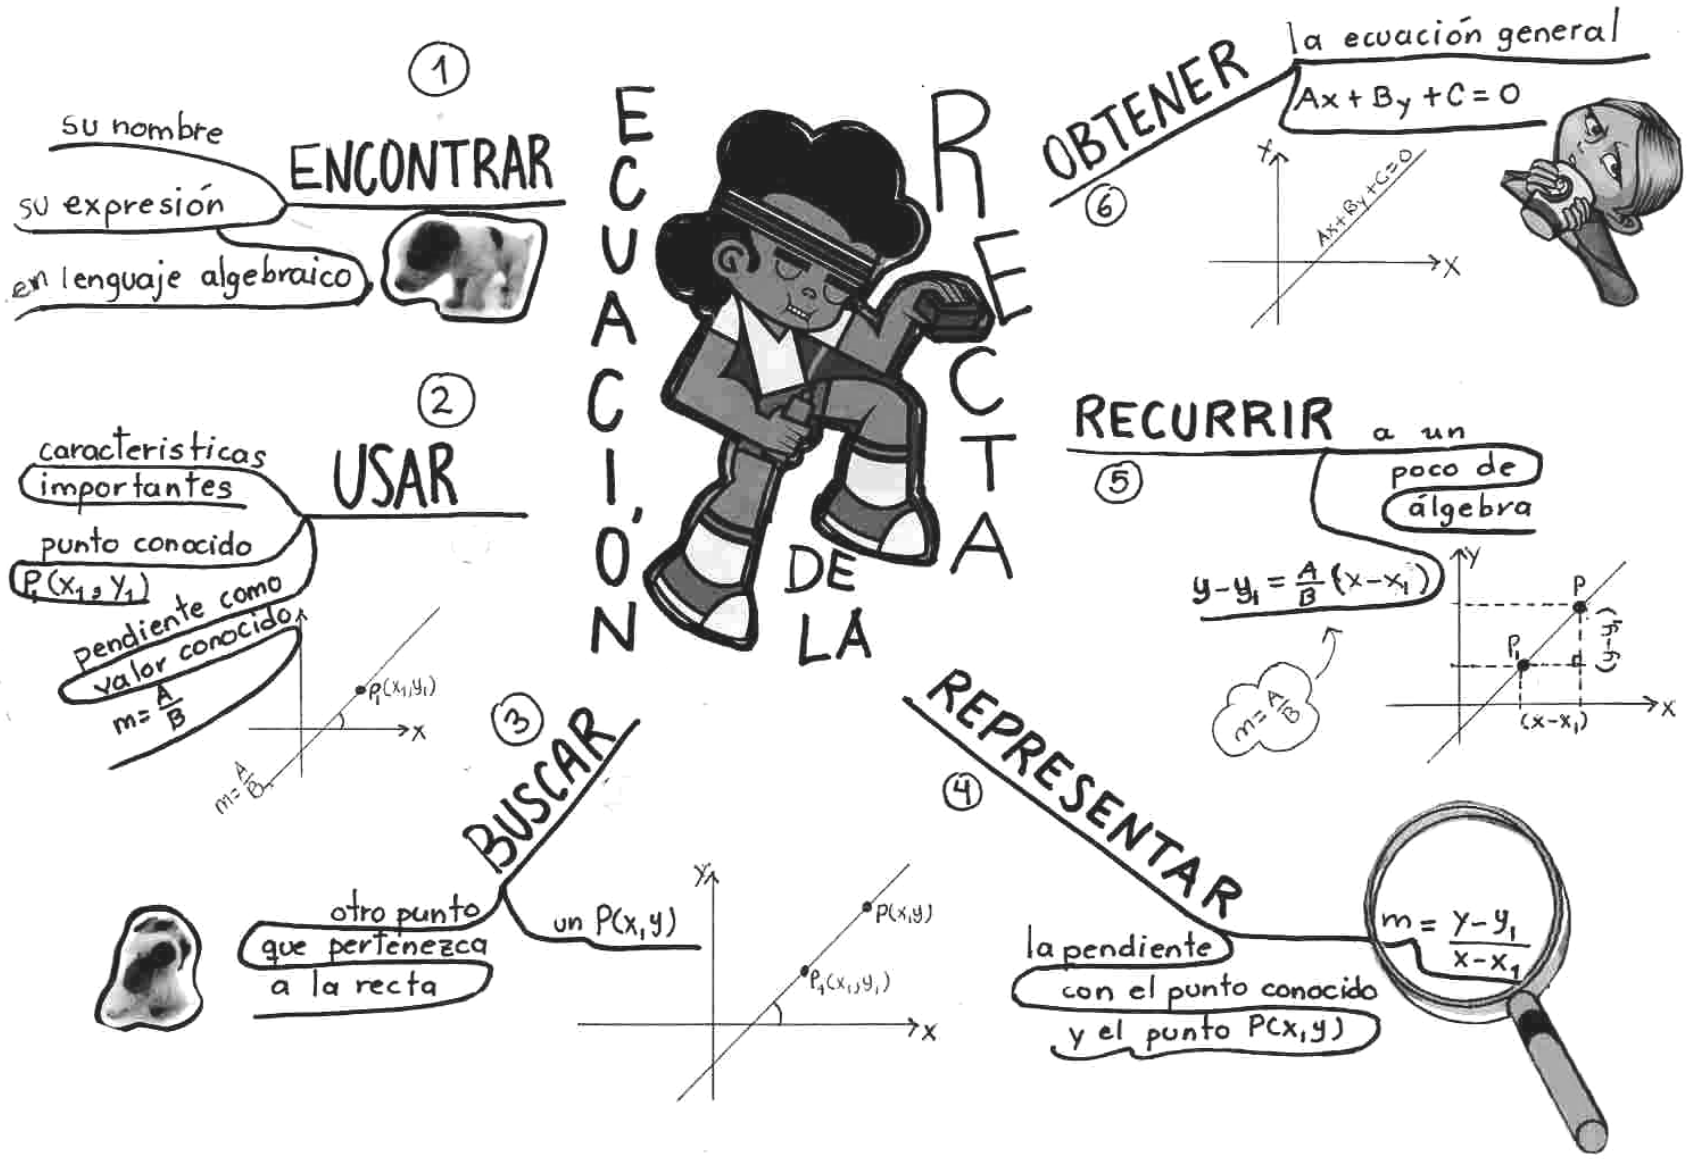 ECUACIÓN
DE
LA
RECTA
1
ENCONTRAR
su nombre
su expresión
en lenguaje algebraico
2
USAR
características
importantes
punto conocido
P₁(x₁, y₁)
pendiente como
valor conocido
m = A/B
P₁(x₁, y₁)
x
m = A/B
3
BUSCAR
otro punto
que pertenezca
a la recta
un P(x, y)
y
P(x, y)
P₁(x₁, y₁)
x
4
REPRESENTAR
la pendiente
con el punto conocido
y el punto P(x, y)
m = y - y₁ / x - x₁
5
RECURRIR a un
poco de
álgebra
y - y₁ = A/B (x - x₁)
m = A/B
y
P
P₁
(y - y₁)
(x - x₁)
x
6
OBTENER
la ecuación general
Ax + By + C = 0
Ax + By + C = 0
x